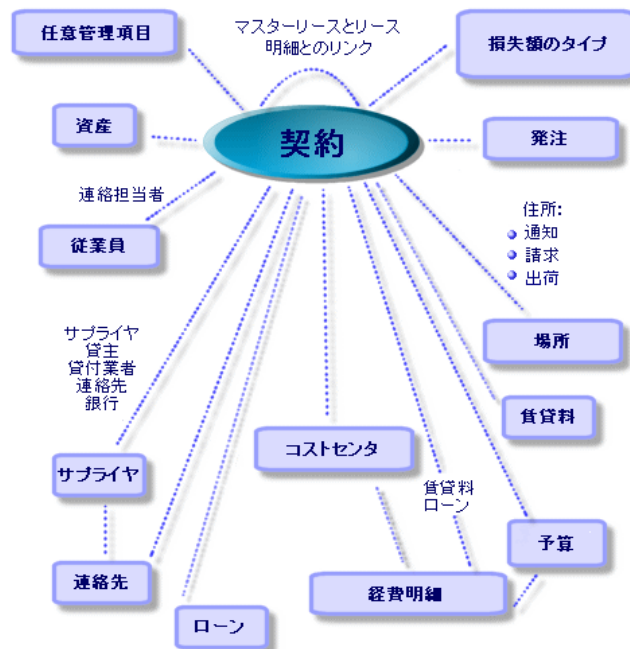 任意管理項目
マスターリースとリース
明細とのリンク
損失額のタイプ
資産
契約
発注
連絡担当者
従業員
住所:
通知
請求
出荷
場所
サプライヤ
貸主
貸付業者
連絡先
銀行
賃貸料
コストセンタ
サプライヤ
賃貸料
ローン
予算
連絡先
経費明細
ローン